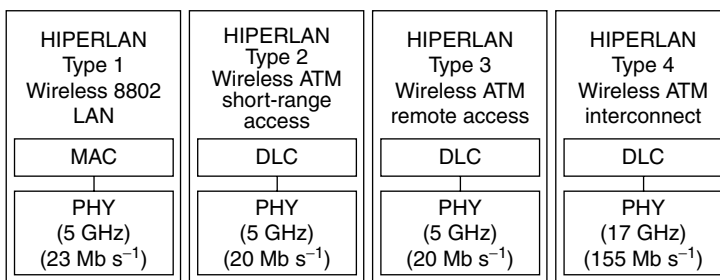 HIPERLAN
Type 1
Wireless 8802
LAN
MAC
PHY
(5 GHz)
(23 Mb s⁻¹)
HIPERLAN
Type 2
Wireless ATM
short-range
access
DLC
PHY
(5 GHz)
(20 Mb s⁻¹)
HIPERLAN
Type 3
Wireless ATM
remote access
DLC
PHY
(5 GHz)
(20 Mb s⁻¹)
HIPERLAN
Type 4
Wireless ATM
interconnect
DLC
PHY
(17 GHz)
(155 Mb s⁻¹)